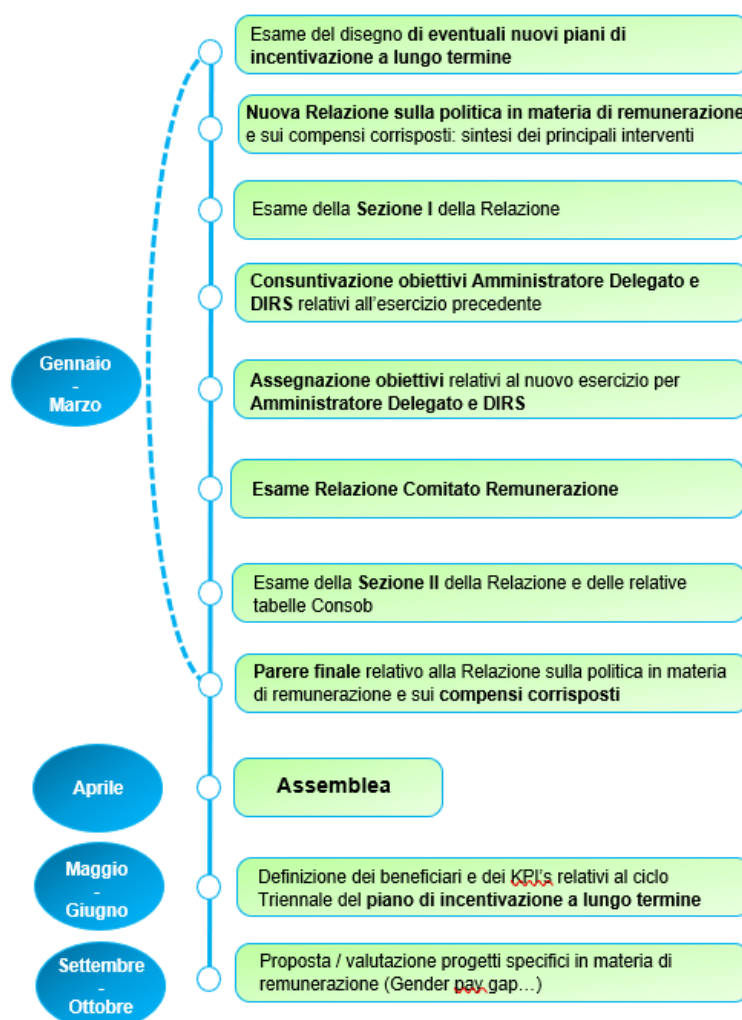 Esame del disegno di eventuali nuovi piani di
incentivazione a lungo termine
Nuova Relazione sulla politica in materia di remunerazione
e sui compensi corrisposti: sintesi dei principali interventi
Esame della Sezione I della Relazione
Consuntivazione obiettivi Amministratore Delegato e
DIRS relativi all'esercizio precedente
Gennaio
-
Marzo
Assegnazione obiettivi relativi al nuovo esercizio per
Amministratore Delegato e DIRS
Esame Relazione Comitato Remunerazione
Esame della Sezione II della Relazione e delle relative
tabelle Consob
Parere finale relativo alla Relazione sulla politica in materia
di remunerazione e sui compensi corrisposti
Aprile
Assemblea
Maggio
-
Giugno
Definizione dei beneficiari e dei KPI's relativi al ciclo
Triennale del piano di incentivazione a lungo termine
Settembre
-
Ottobre
Proposta / valutazione progetti specifici in materia di
remunerazione (Gender pay gap…)